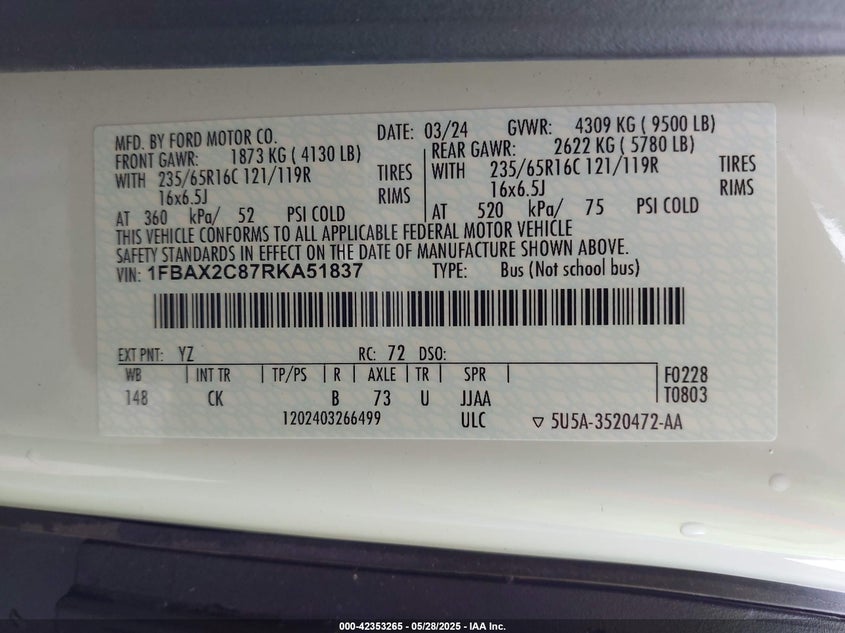 MFD. BY FORD MOTOR CO. DATE: 03/24 GVWR: 4309 KG ( 9500 LB)
FRONT GAWR: 1873 KG ( 4130 LB) REAR GAWR: 2622 KG ( 5780 LB)
WITH 235/65R16C 121/119R TIRES WITH 235/65R16C 121/119R TIRES
16x6.5J RIMS 16x6.5J RIMS
AT 360 kPa/ 52 PSI COLD AT 520 kPa/ 75 PSI COLD
THIS VEHICLE CONFORMS TO ALL APPLICABLE FEDERAL MOTOR VEHICLE
SAFETY STANDARDS IN EFFECT ON THE DATE OF MANUFACTURE SHOWN ABOVE.
VIN: 1FBAX2C87RKA51837 TYPE: Bus (Not school bus)
EXT PNT: YZ RC: 72 DSO:
WB INT TR TP/PS R AXLE TR SPR F0228
148 CK B 73 U JJAA T0803
1202403266499 ULC ▽ 5U5A-3520472-AA
000-42353265 - 05/28/2025 - IAA Inc.